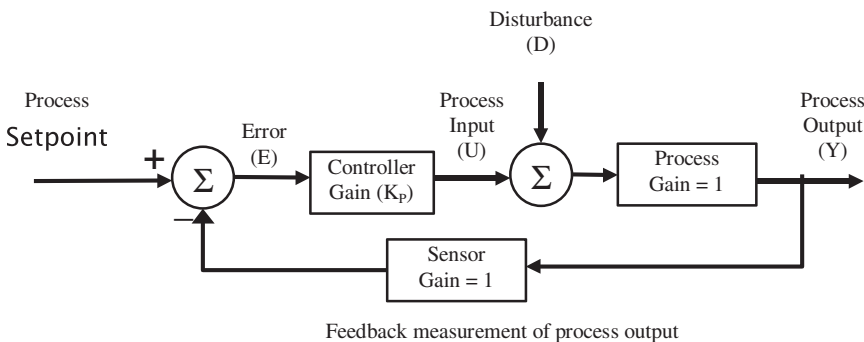 Disturbance
(D)
Process
Setpoint
Error
(E)
Process
Input
(U)
Process
Output
(Y)
+
Σ
Controller
Gain (K_P)
Σ
Process
Gain = 1
−
Sensor
Gain = 1
Feedback measurement of process output